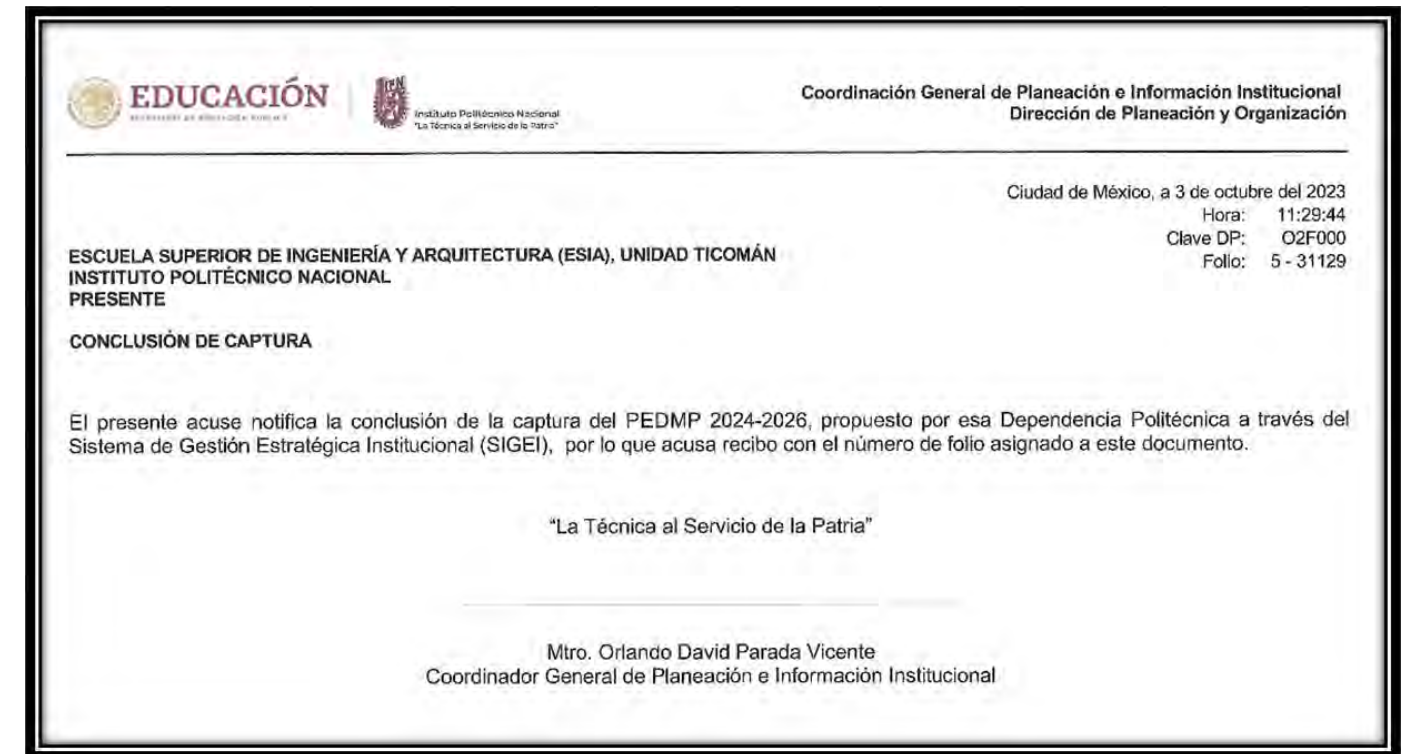 EDUCACIÓN
SECRETARÍA DE EDUCACIÓN PÚBLICA
Instituto Politécnico Nacional
"La Técnica al Servicio de la Patria"
Coordinación General de Planeación e Información Institucional
Dirección de Planeación y Organización
Ciudad de México, a 3 de octubre del 2023
Hora: 11:29:44
Clave DP: O2F000
Folio: 5 - 31129
ESCUELA SUPERIOR DE INGENIERÍA Y ARQUITECTURA (ESIA), UNIDAD TICOMÁN
INSTITUTO POLITÉCNICO NACIONAL
PRESENTE
CONCLUSIÓN DE CAPTURA
El presente acuse notifica la conclusión de la captura del PEDMP 2024-2026, propuesto por esa Dependencia Politécnica a través del
Sistema de Gestión Estratégica Institucional (SIGEI), por lo que acusa recibo con el número de folio asignado a este documento.
"La Técnica al Servicio de la Patria"
Mtro. Orlando David Parada Vicente
Coordinador General de Planeación e Información Institucional